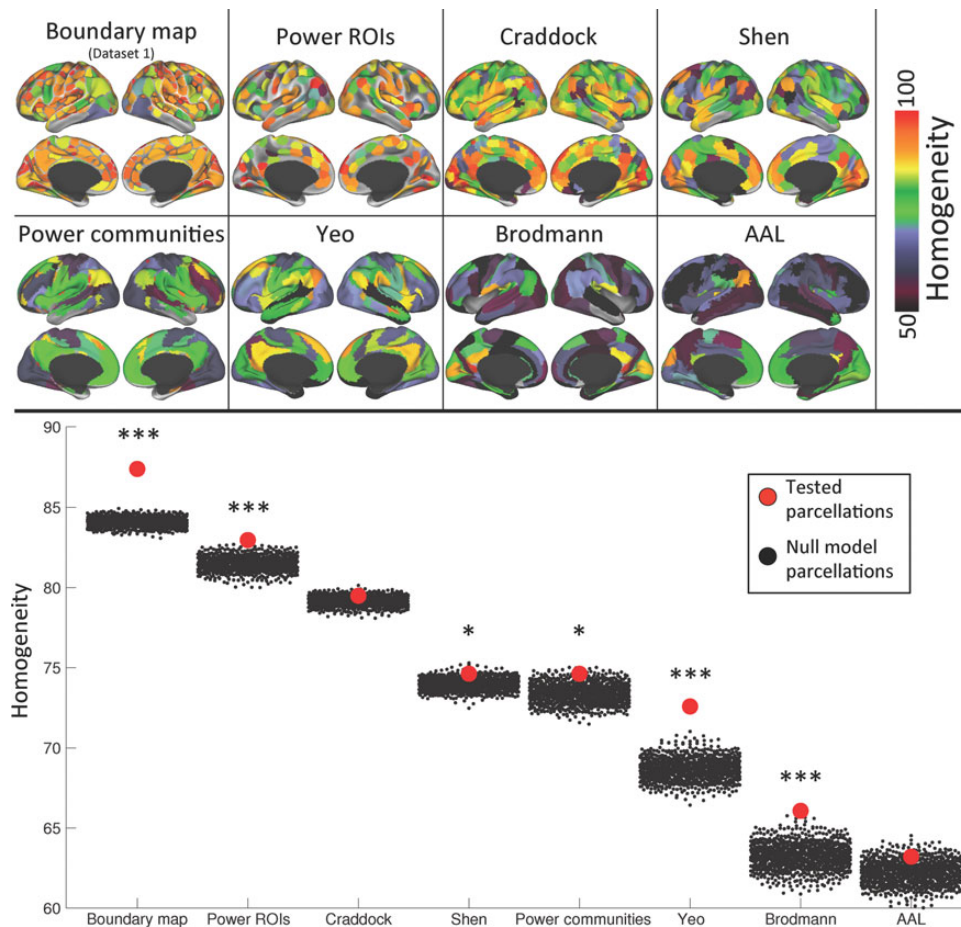 Boundary map
(Dataset 1)
Power ROIs
Craddock
Shen
100
Homogeneity
50
Power communities
Yeo
Brodmann
AAL
90
85
80
75
70
65
60
Homogeneity
***
***
*
*
***
***
Tested
parcellations
Null model
parcellations
Boundary map
Power ROIs
Craddock
Shen
Power communities
Yeo
Brodmann
AAL